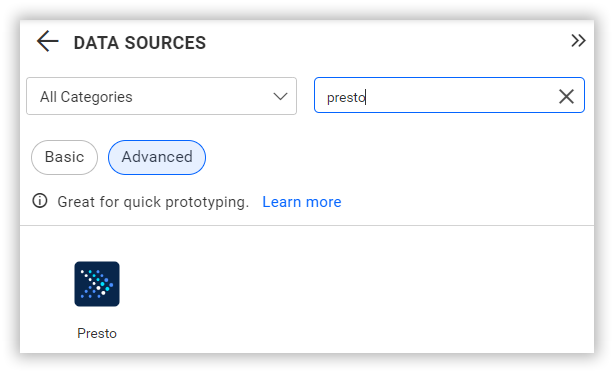 DATA SOURCES
All Categories
presto
Basic
Advanced
Great for quick prototyping. Learn more
Presto